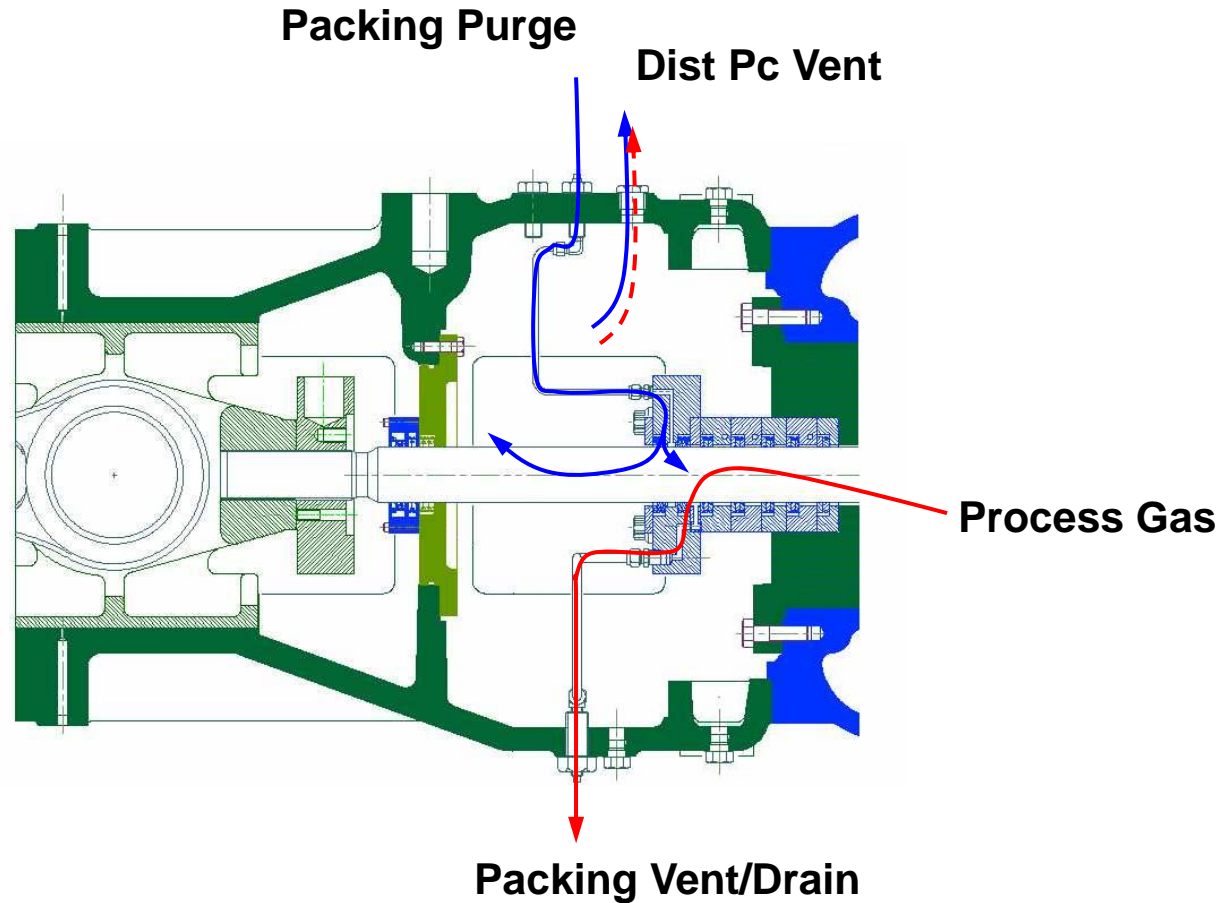 Packing Purge
Dist Pc Vent
Process Gas
Packing Vent/Drain